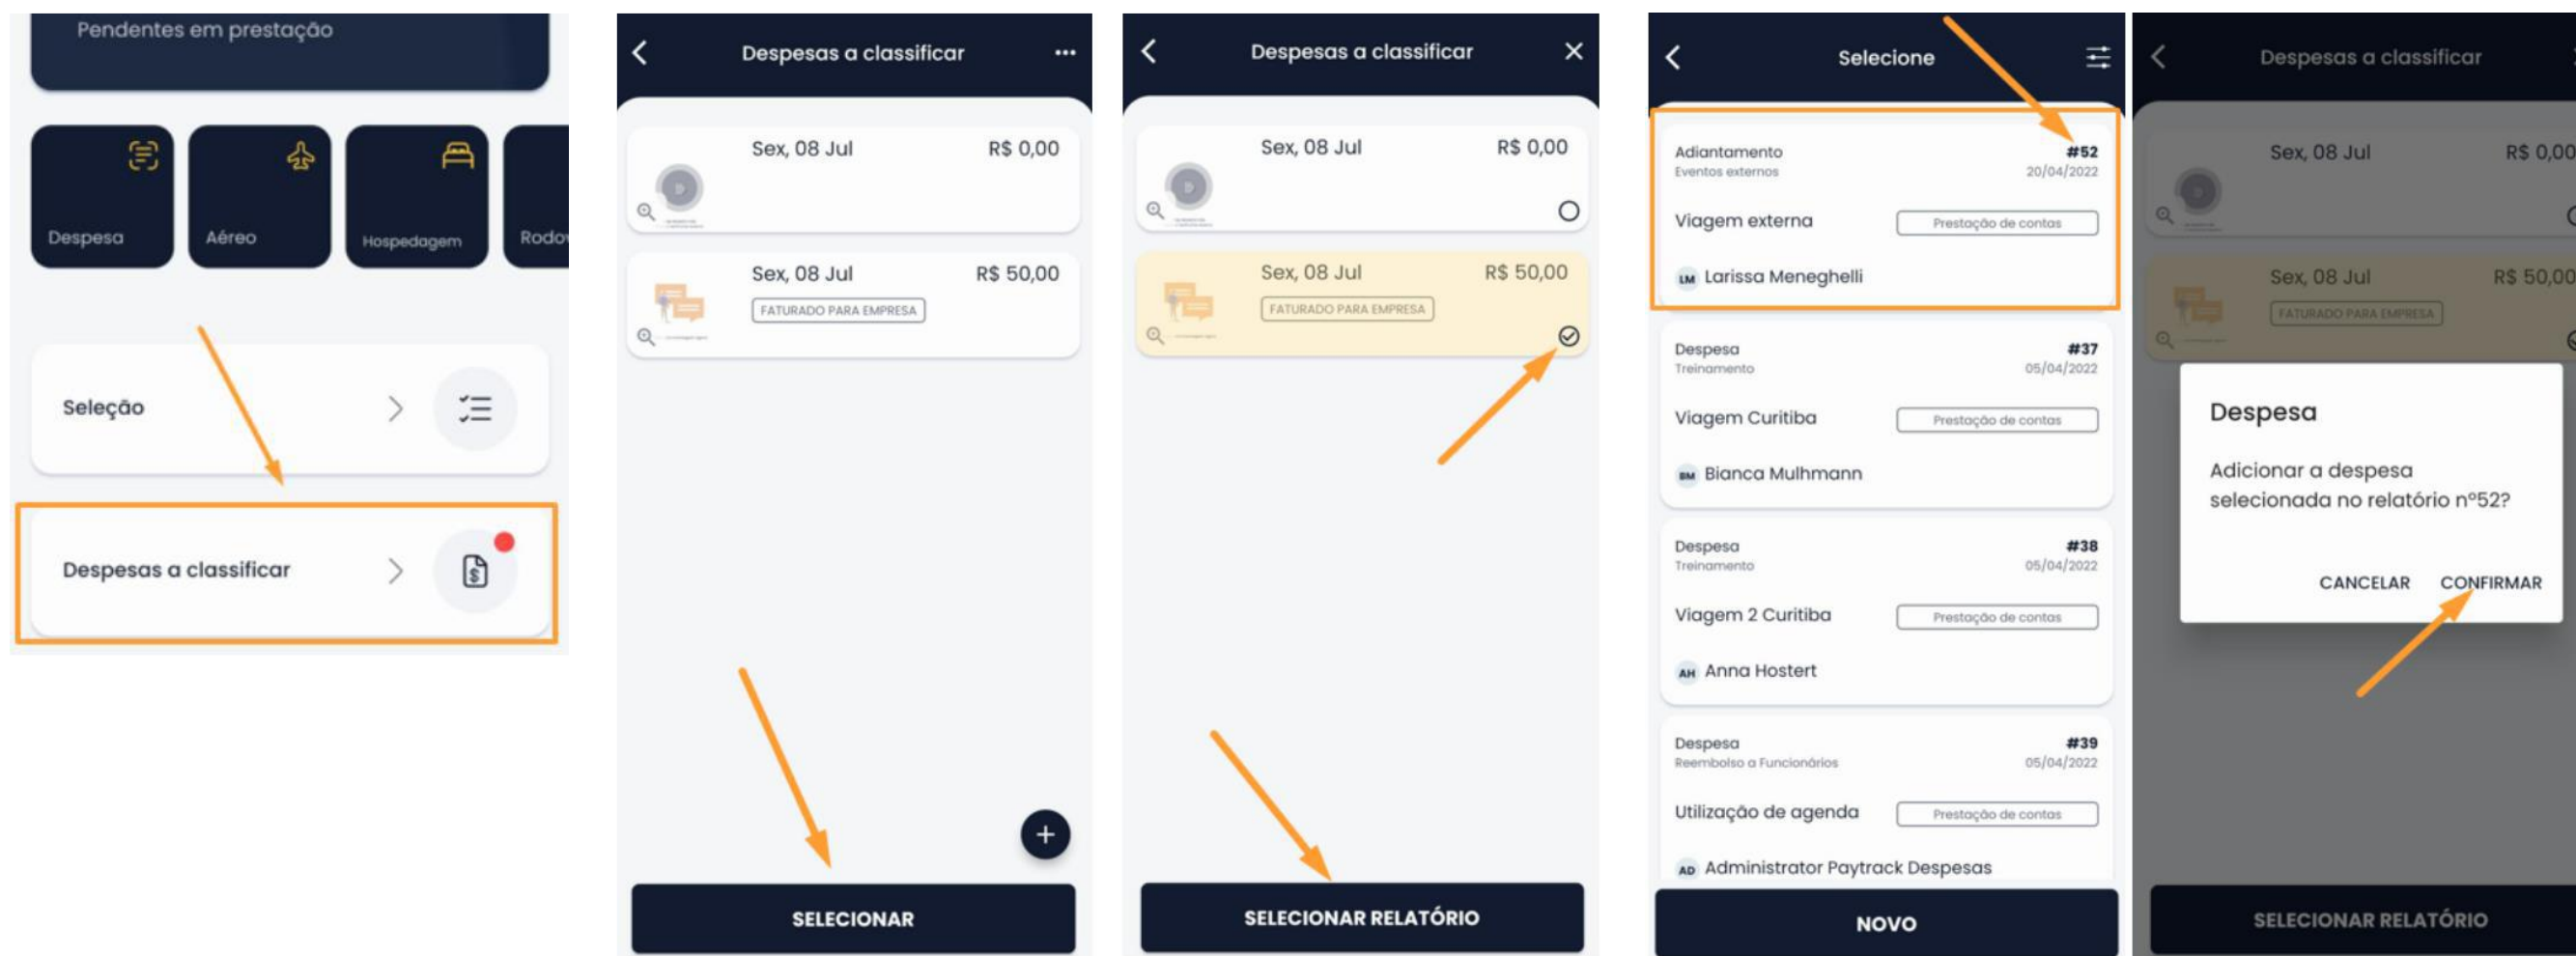 Pendentes em prestação
Despesa
Aéreo
Hospedagem
Rodov
Seleção
Despesas a classificar
Despesas a classificar
Sex, 08 Jul R$ 0,00
Sex, 08 Jul R$ 50,00
FATURADO PARA EMPRESA
SELECIONAR
Despesas a classificar
Sex, 08 Jul R$ 0,00
Sex, 08 Jul R$ 50,00
FATURADO PARA EMPRESA
SELECIONAR RELATÓRIO
Selecione
Adiantamento #52
Eventos externos 20/04/2022
Viagem externa Prestação de contas
LM Larissa Meneghelli
Despesa #37
Treinamento 05/04/2022
Viagem Curitiba Prestação de contas
BM Bianca Mulhmann
Despesa #38
Treinamento 05/04/2022
Viagem 2 Curitiba Prestação de contas
AH Anna Hostert
Despesa #39
Reembolso a Funcionários 05/04/2022
Utilização de agenda Prestação de contas
AD Administrator Paytrack Despesas
NOVO
Despesas a classificar
Sex, 08 Jul R$ 0,00
Sex, 08 Jul R$ 50,00
FATURADO PARA EMPRESA
Despesa
Adicionar a despesa
selecionada no relatório nº52?
CANCELAR CONFIRMAR
SELECIONAR RELATÓRIO